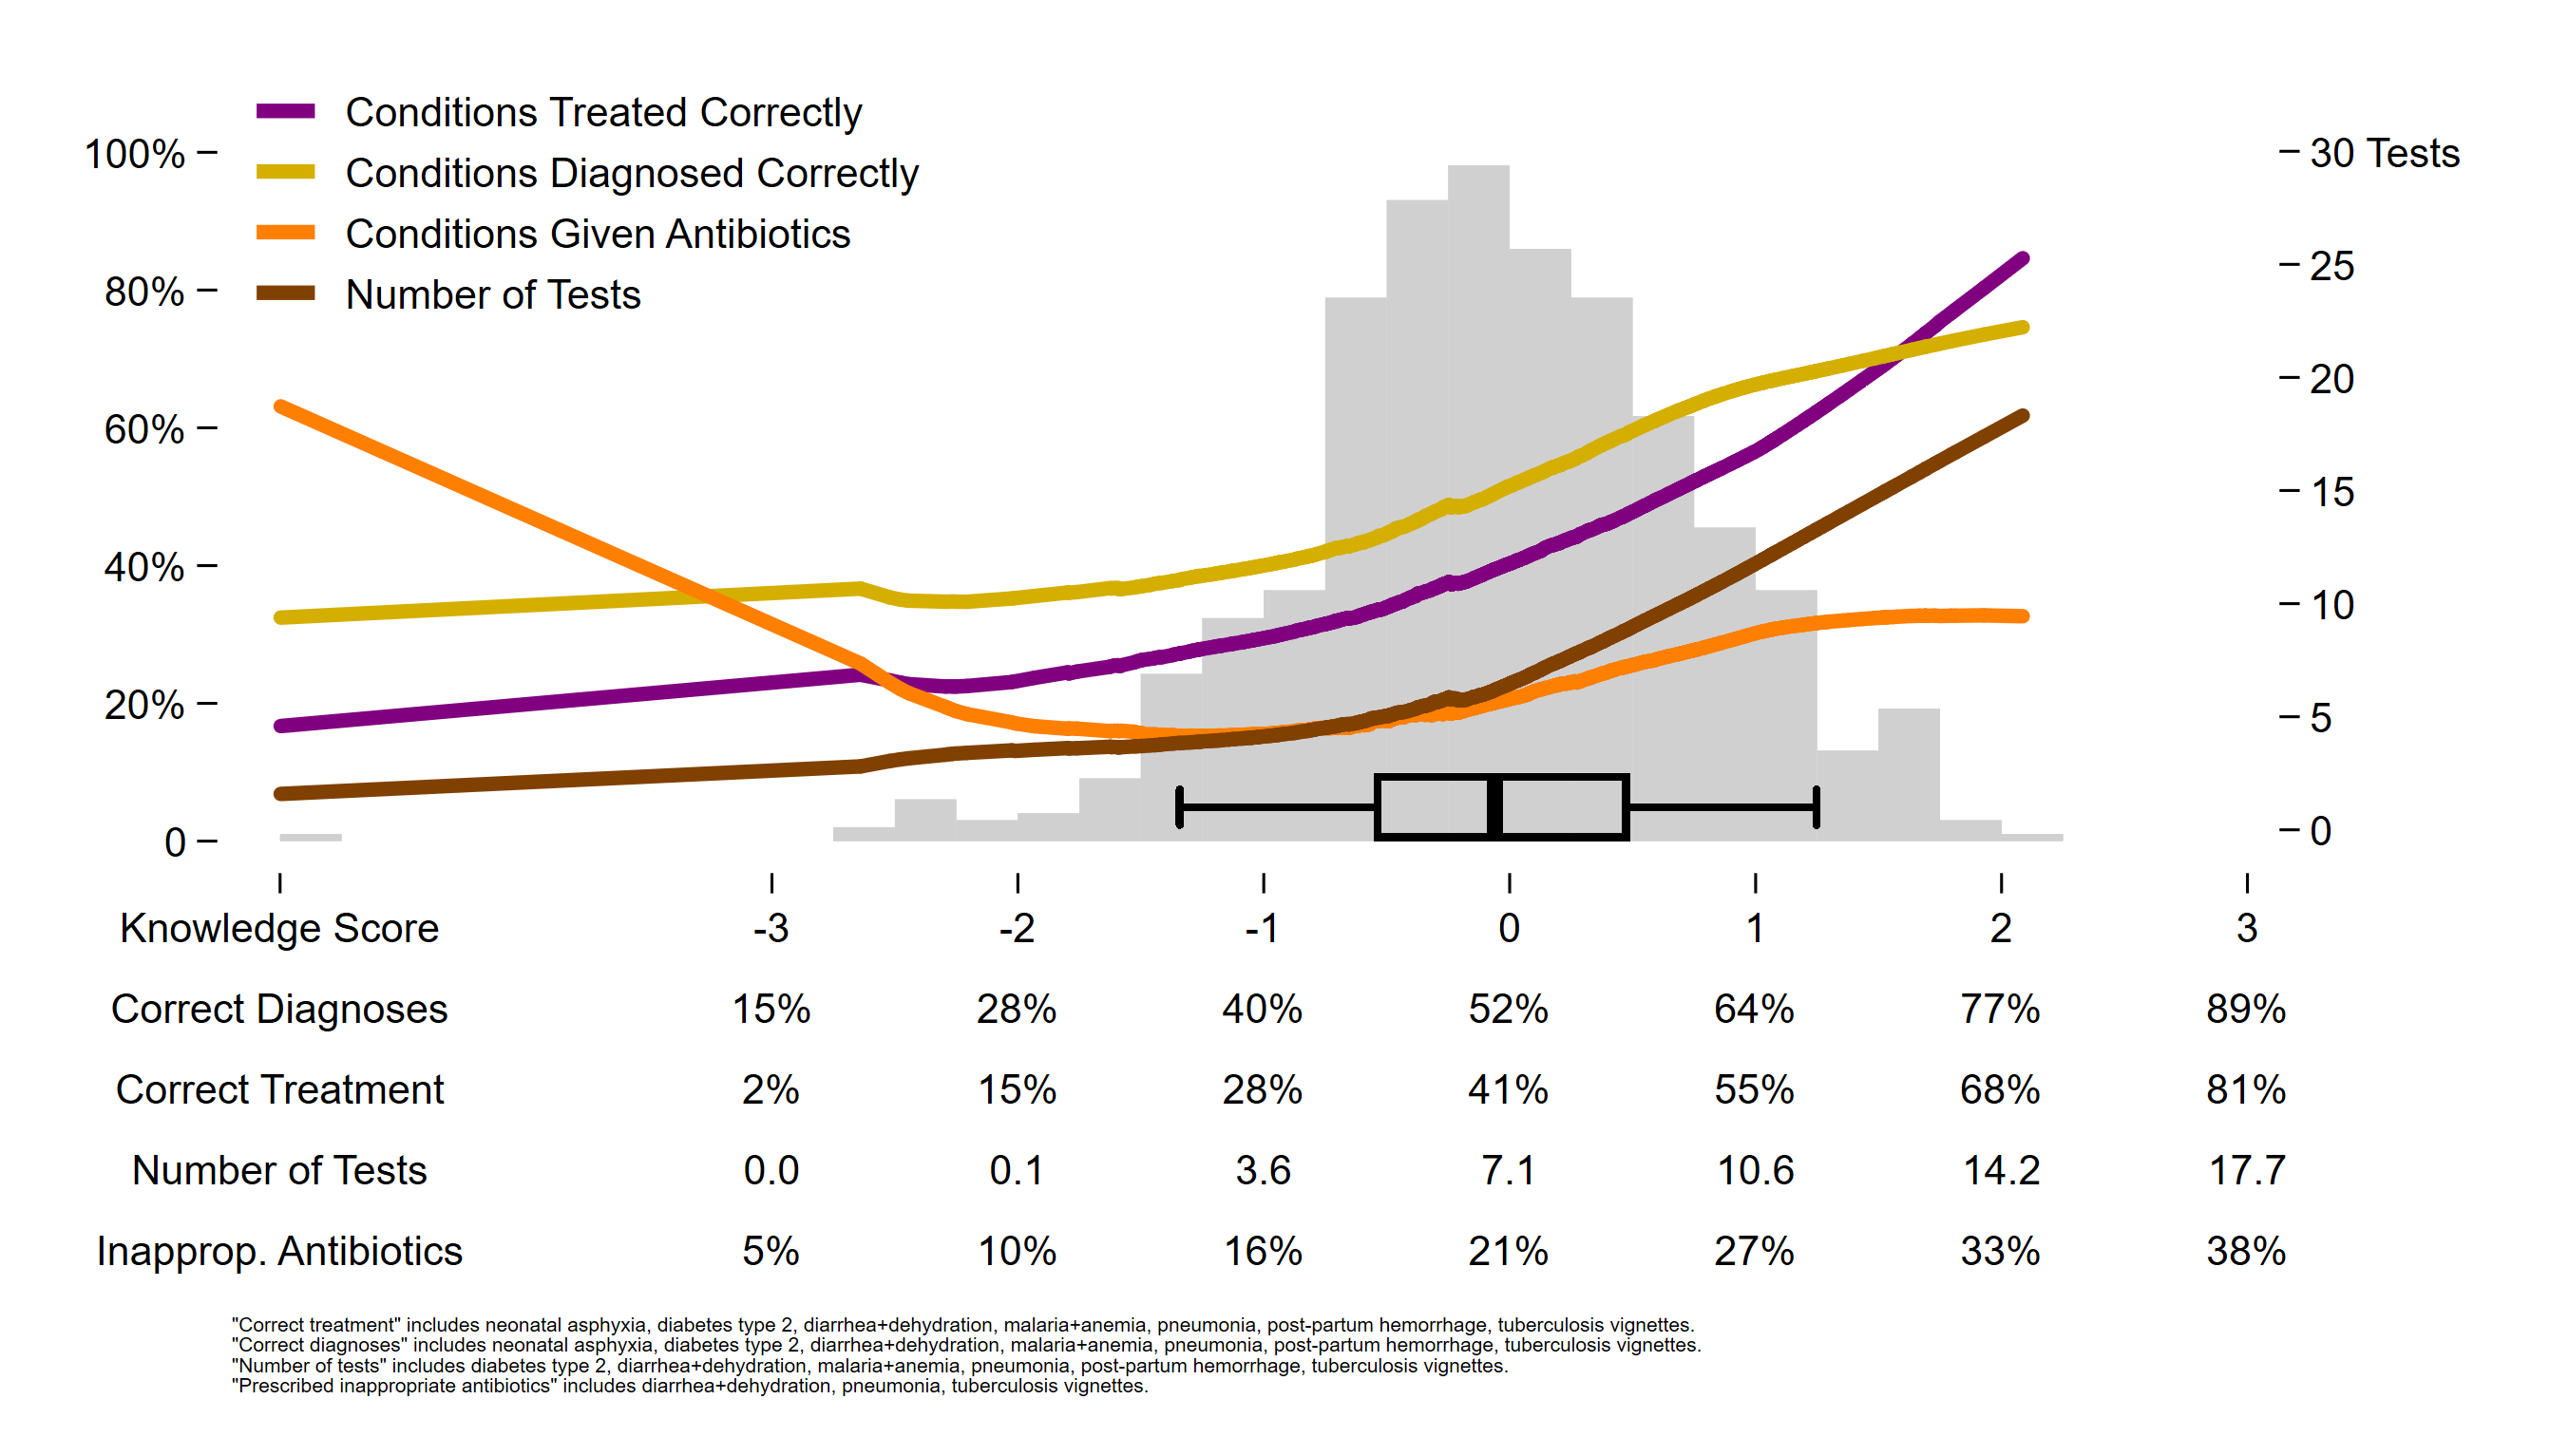 Conditions Treated Correctly
Conditions Diagnosed Correctly
Conditions Given Antibiotics
Number of Tests
100%
80%
60%
40%
20%
0
30 Tests
25
20
15
10
5
0
Knowledge Score -3 -2 -1 0 1 2 3
Correct Diagnoses 15% 28% 40% 52% 64% 77% 89%
Correct Treatment 2% 15% 28% 41% 55% 68% 81%
Number of Tests 0.0 0.1 3.6 7.1 10.6 14.2 17.7
Inapprop. Antibiotics 5% 10% 16% 21% 27% 33% 38%
"Correct treatment" includes neonatal asphyxia, diabetes type 2, diarrhea+dehydration, malaria+anemia, pneumonia, post-partum hemorrhage, tuberculosis vignettes.
"Correct diagnoses" includes neonatal asphyxia, diabetes type 2, diarrhea+dehydration, malaria+anemia, pneumonia, post-partum hemorrhage, tuberculosis vignettes.
"Number of tests" includes diabetes type 2, diarrhea+dehydration, malaria+anemia, pneumonia, post-partum hemorrhage, tuberculosis vignettes.
"Prescribed inappropriate antibiotics" includes diarrhea+dehydration, pneumonia, tuberculosis vignettes.